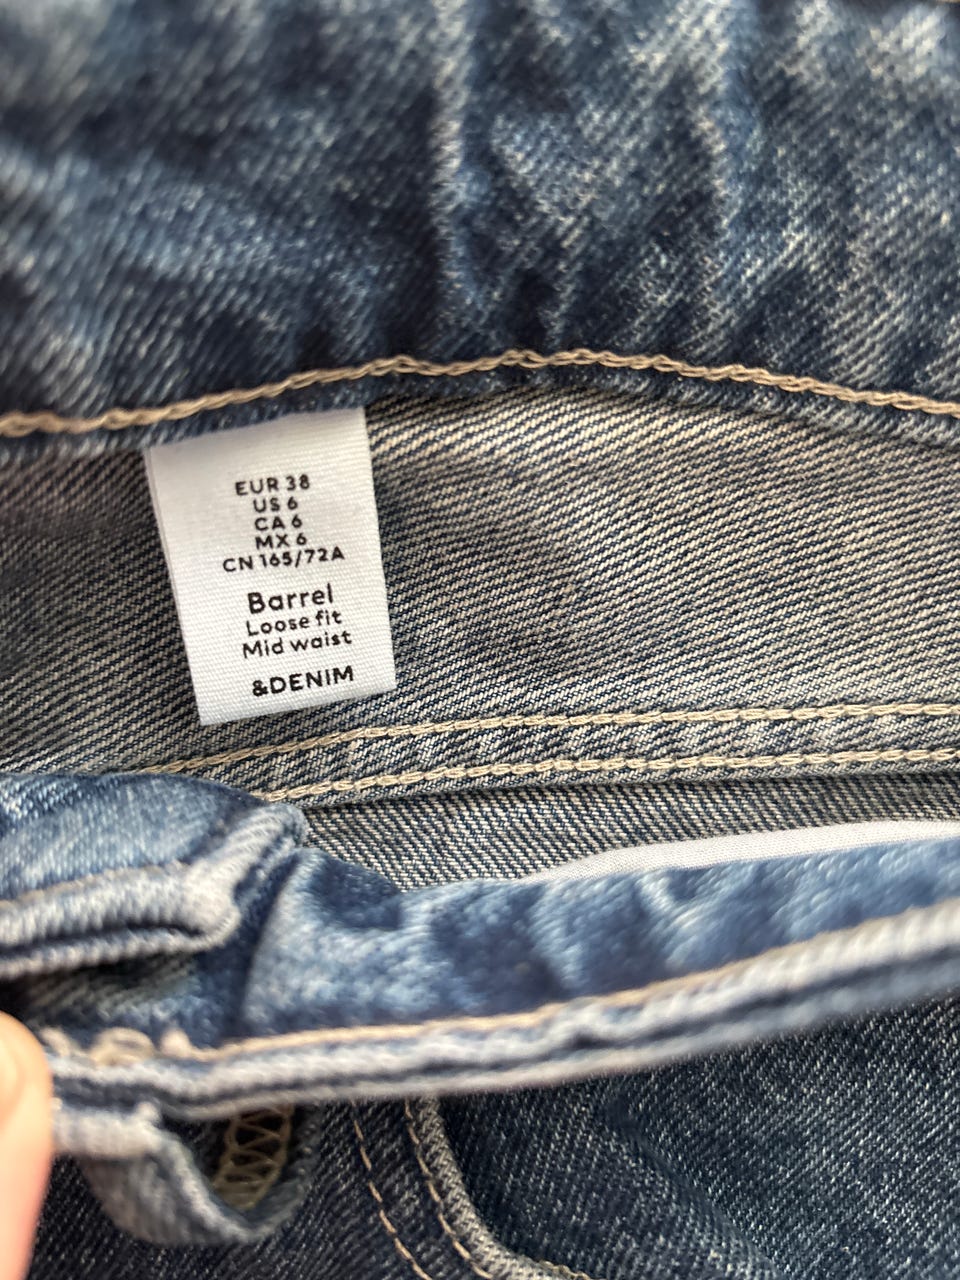 EUR 38
US 6
CA 6
MX 6
CN 165/72A
Barrel
Loose fit
Mid waist
&DENIM